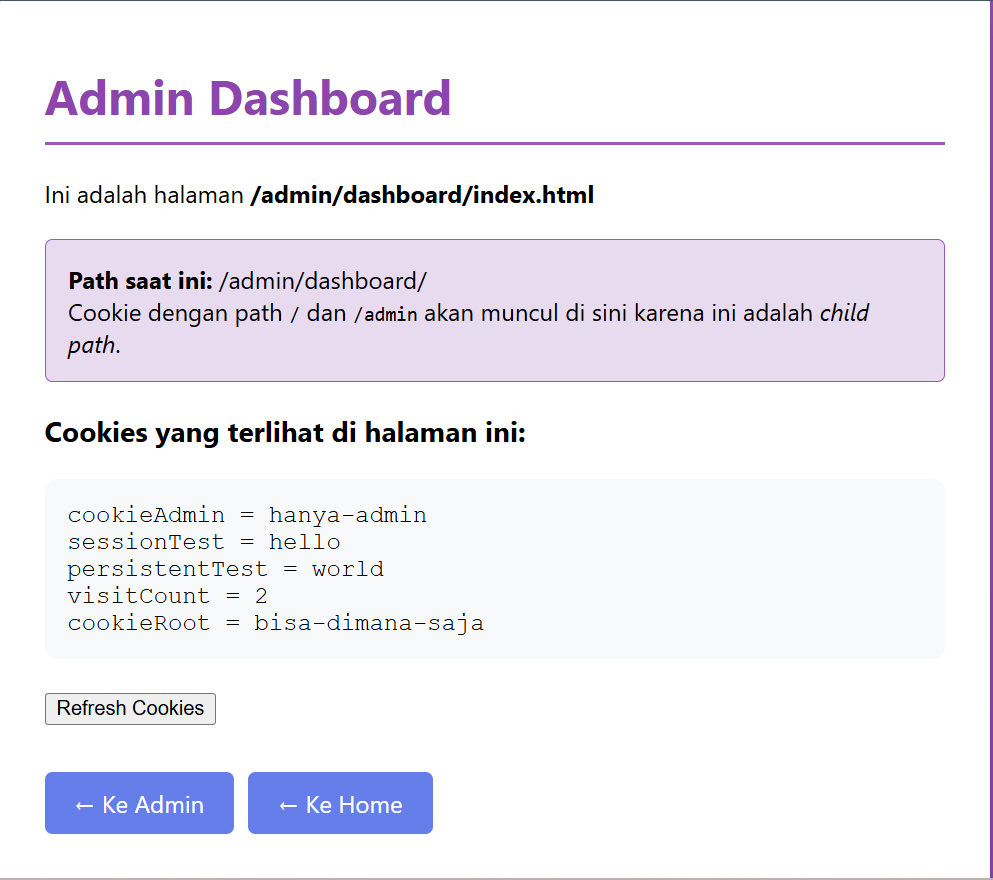 Admin Dashboard
Ini adalah halaman /admin/dashboard/index.html
Path saat ini: /admin/dashboard/
Cookie dengan path / dan /admin akan muncul di sini karena ini adalah child
path.
Cookies yang terlihat di halaman ini:
cookieAdmin = hanya-admin
sessionTest = hello
persistentTest = world
visitCount = 2
cookieRoot = bisa-dimana-saja
Refresh Cookies
← Ke Admin
← Ke Home